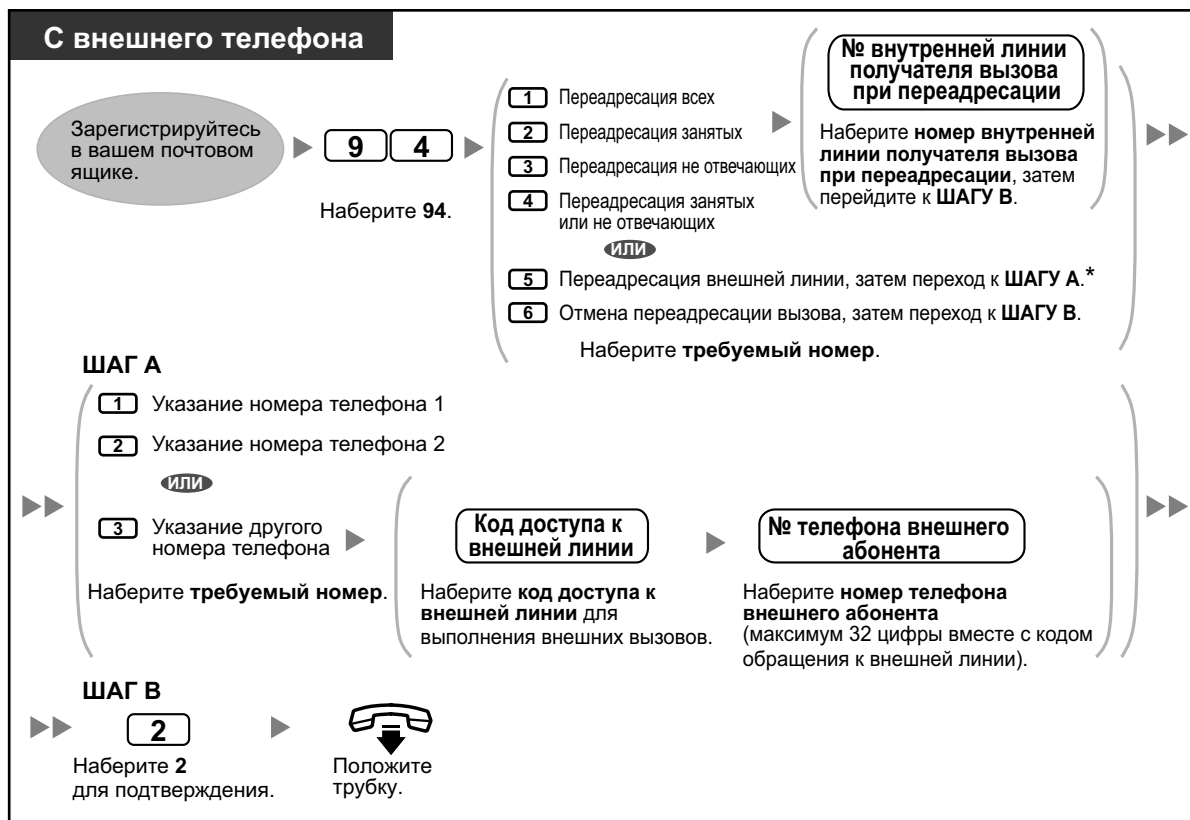 С внешнего телефона
Зарегистрируйтесь
в вашем почтовом
ящике.
9 4
Наберите 94.
1 Переадресация всех
2 Переадресация занятых
3 Переадресация не отвечающих
4 Переадресация занятых
или не отвечающих
ИЛИ
5 Переадресация внешней линии, затем переход к ШАГУ А.*
6 Отмена переадресации вызова, затем переход к ШАГУ В.
Наберите требуемый номер.
№ внутренней линии
получателя вызова
при переадресации
Наберите номер внутренней
линии получателя вызова
при переадресации, затем
перейдите к ШАГУ В.
ШАГ А
1 Указание номера телефона 1
2 Указание номера телефона 2
ИЛИ
3 Указание другого
номера телефона
Наберите требуемый номер.
Код доступа к
внешней линии
Наберите код доступа к
внешней линии для
выполнения внешних вызовов.
№ телефона внешнего
абонента
Наберите номер телефона
внешнего абонента
(максимум 32 цифры вместе с кодом
обращения к внешней линии).
ШАГ В
2
Наберите 2
для подтверждения.
Положите
трубку.